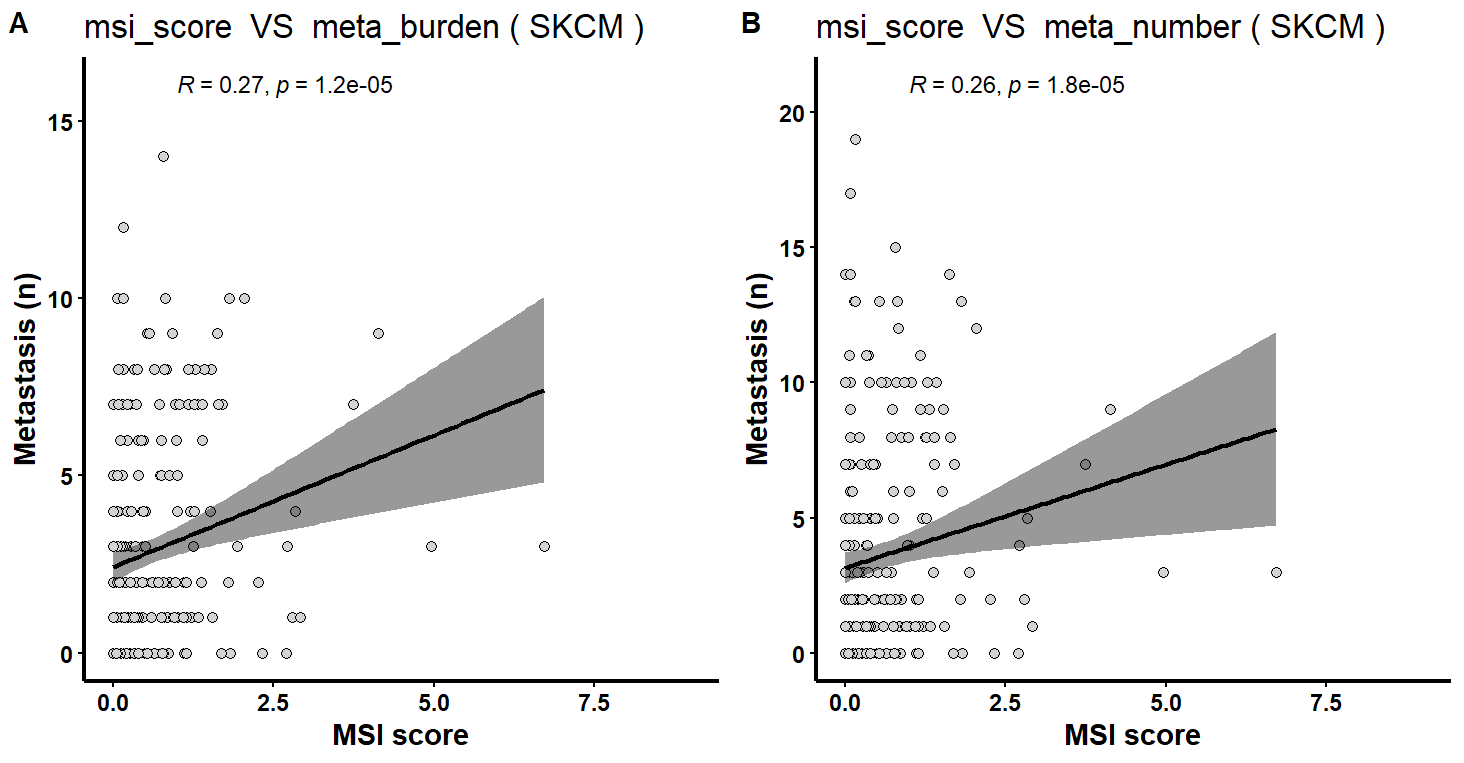 A
msi_score  VS  meta_burden ( SKCM )
R = 0.27, p = 1.2e-05
15
10
5
0
Metastasis (n)
0.0
2.5
5.0
7.5
MSI score
B
msi_score  VS  meta_number ( SKCM )
R = 0.26, p = 1.8e-05
20
15
10
5
0
Metastasis (n)
0.0
2.5
5.0
7.5
MSI score